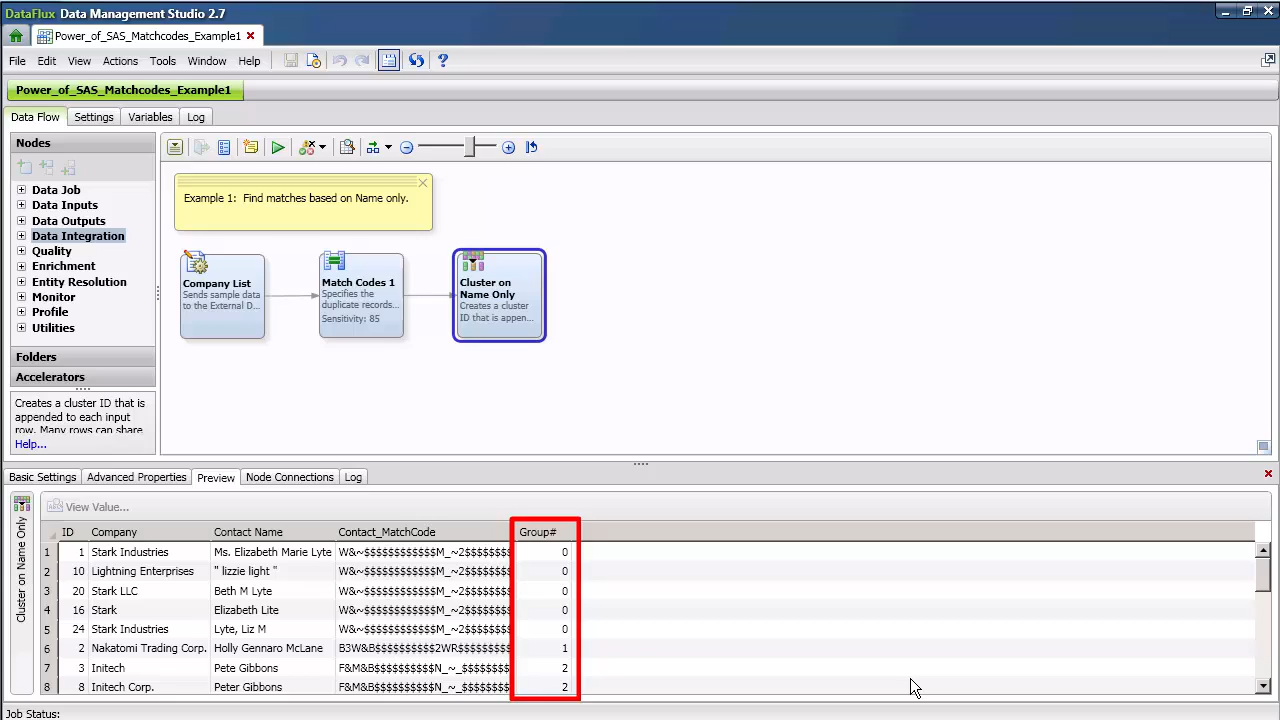 DataFlux Data Management Studio 2.7
Power_of_SAS_Matchcodes_Example1
File Edit View Actions Tools Window Help
Power_of_SAS_Matchcodes_Example1
Data Flow Settings Variables Log
Nodes
Data Job
Data Inputs
Data Outputs
Data Integration
Quality
Enrichment
Entity Resolution
Monitor
Profile
Utilities
Folders
Accelerators
Creates a cluster ID that is
appended to each input
row. Many rows can share
Help...
Example 1: Find matches based on Name only.
Company List
Sends sample data
to the External D...
Match Codes 1
Specifies the
duplicate records...
Sensitivity: 85
Cluster on
Name Only
Creates a cluster
ID that is appen...
Basic Settings Advanced Properties Preview Node Connections Log
Cluster on Name Only
View Value...
ID Company Contact Name Contact_MatchCode Group#
1 1 Stark Industries Ms. Elizabeth Marie Lyte W&~$$$$$$$$$$$$M_~2$$$$$$$$ 0
2 10 Lightning Enterprises " lizzie light " W&~$$$$$$$$$$$$M_~2$$$$$$$$ 0
3 20 Stark LLC Beth M Lyte W&~$$$$$$$$$$$$M_~2$$$$$$$$ 0
4 16 Stark Elizabeth Lite W&~$$$$$$$$$$$$M_~2$$$$$$$$ 0
5 24 Stark Industries Lyte, Liz M W&~$$$$$$$$$$$$M_~2$$$$$$$$ 0
6 2 Nakatomi Trading Corp. Holly Gennaro McLane B3W&B$$$$$$$$$$2WR$$$$$$$$ 1
7 3 Initech Pete Gibbons F&M&B$$$$$$$$$$N_~_$$$$$$$$ 2
8 8 Initech Corp. Peter Gibbons F&M&B$$$$$$$$$$N_~_$$$$$$$$ 2
Job Status: